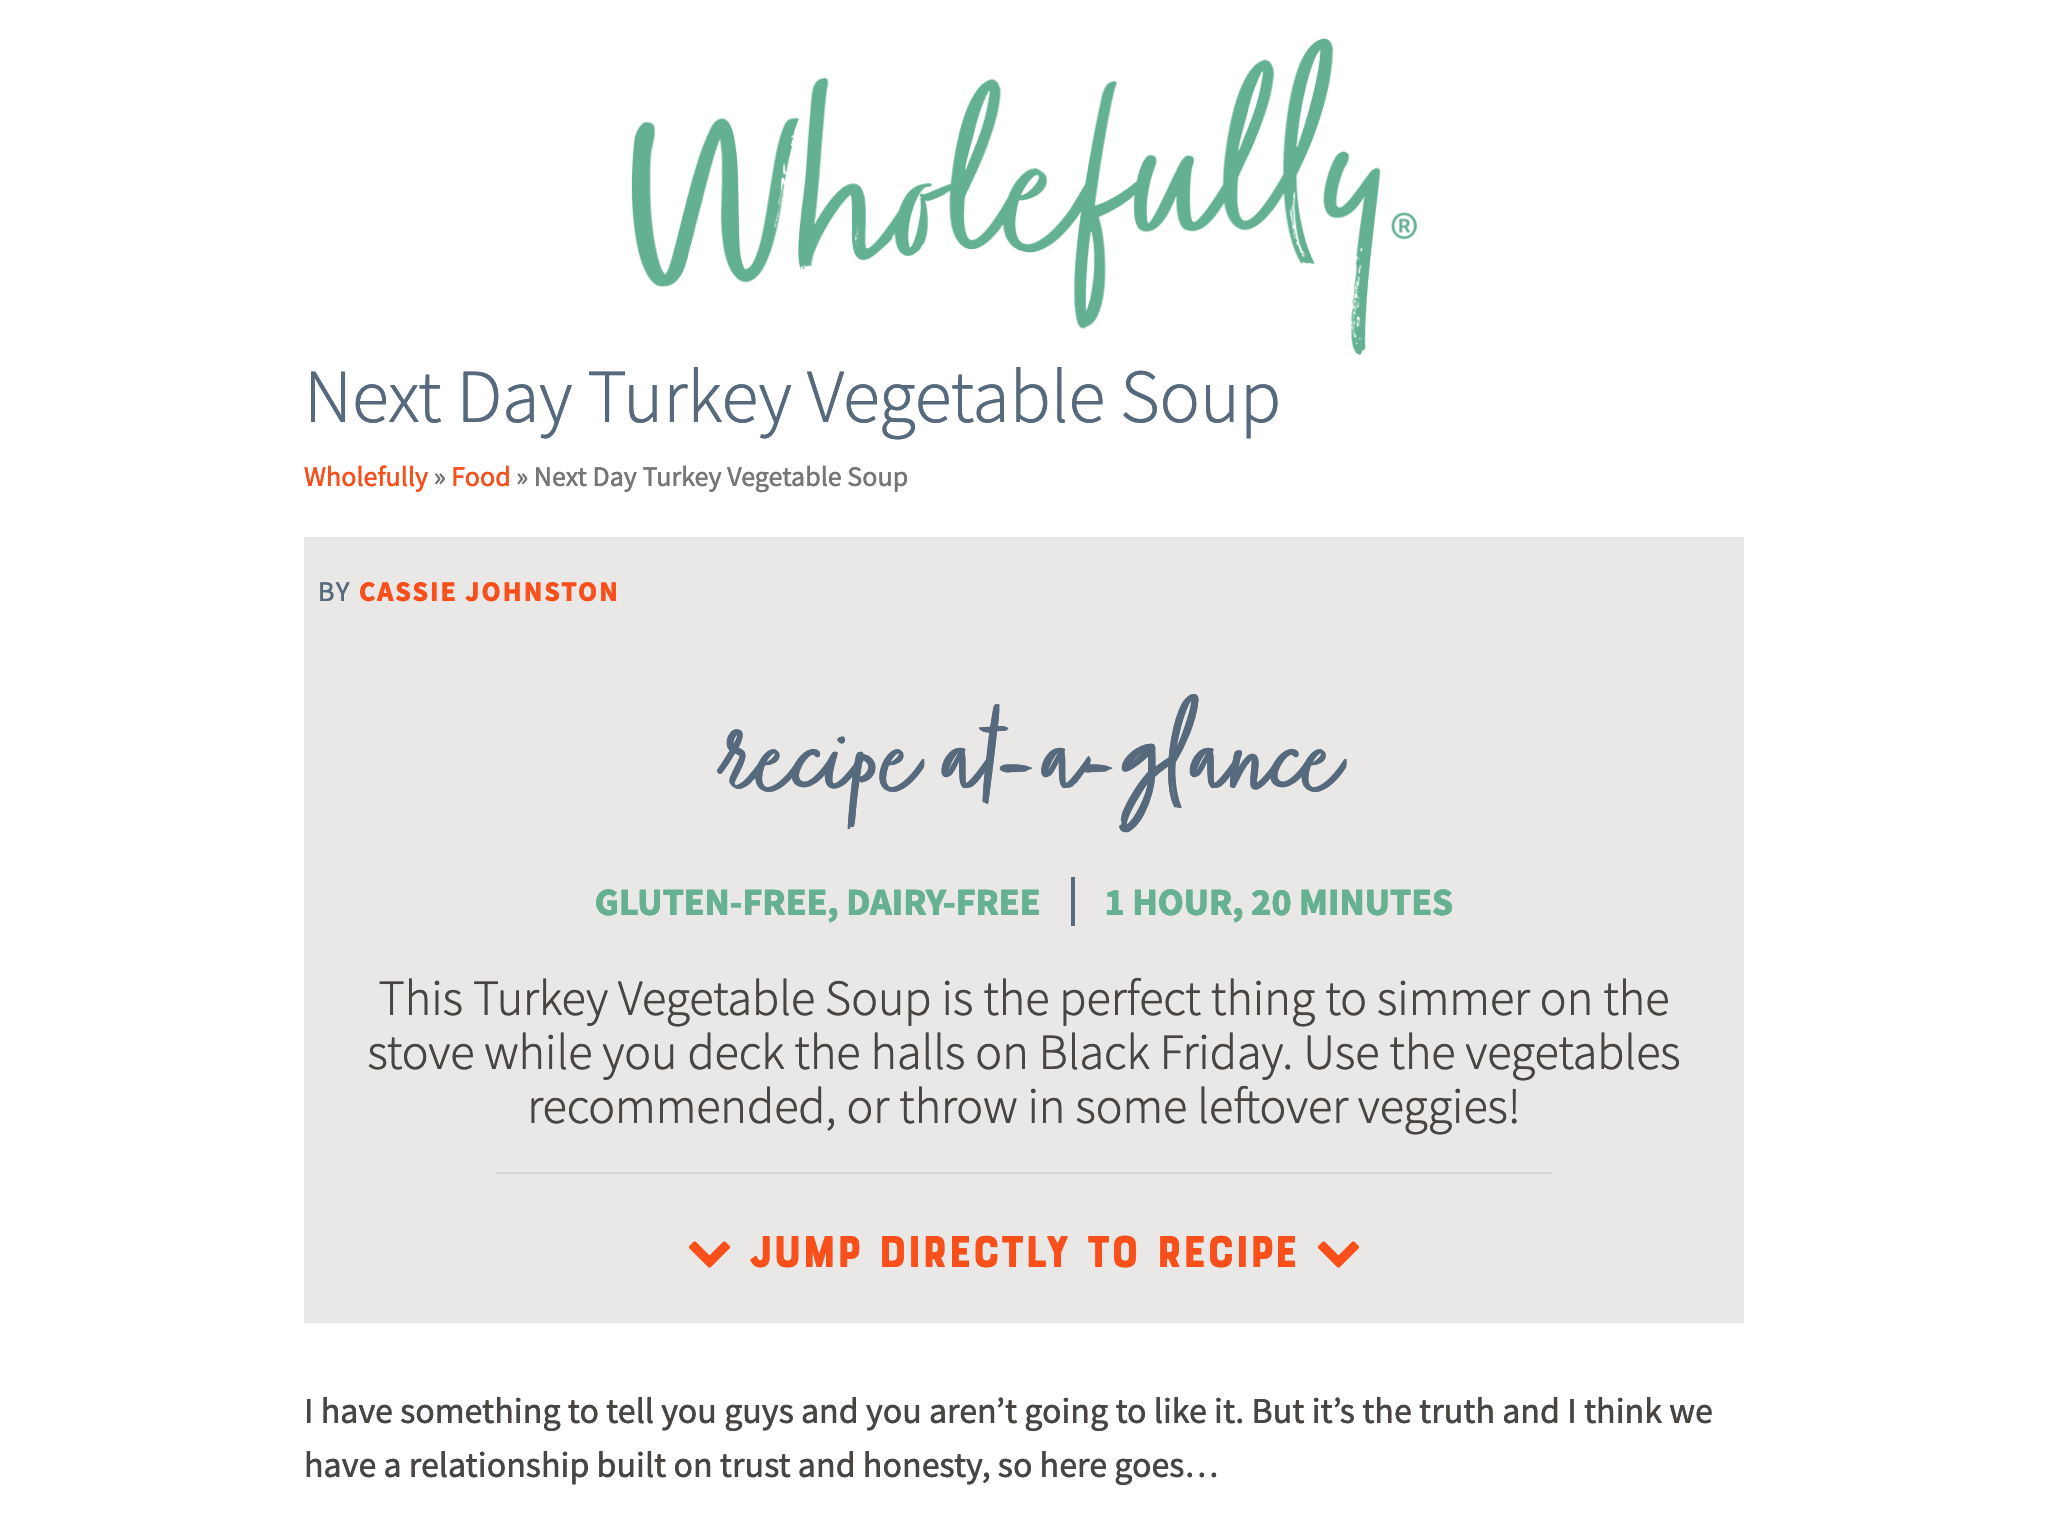 Wholefully®
Next Day Turkey Vegetable Soup
Wholefully » Food » Next Day Turkey Vegetable Soup
BY CASSIE JOHNSTON
recipe at-a-glance
GLUTEN-FREE, DAIRY-FREE | 1 HOUR, 20 MINUTES
This Turkey Vegetable Soup is the perfect thing to simmer on the
stove while you deck the halls on Black Friday. Use the vegetables
recommended, or throw in some leftover veggies!
JUMP DIRECTLY TO RECIPE
I have something to tell you guys and you aren’t going to like it. But it’s the truth and I think we
have a relationship built on trust and honesty, so here goes…